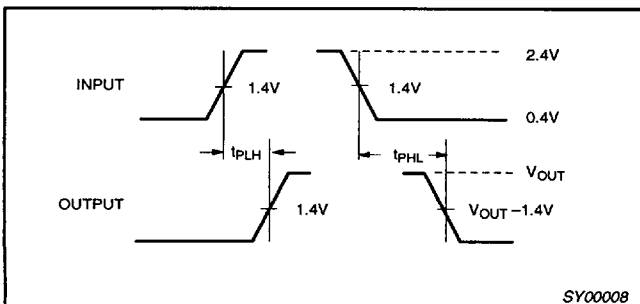 2.4V
INPUT 1.4V 1.4V
0.4V
tPLH tPHL
VOUT
OUTPUT 1.4V VOUT –1.4V
SY00008